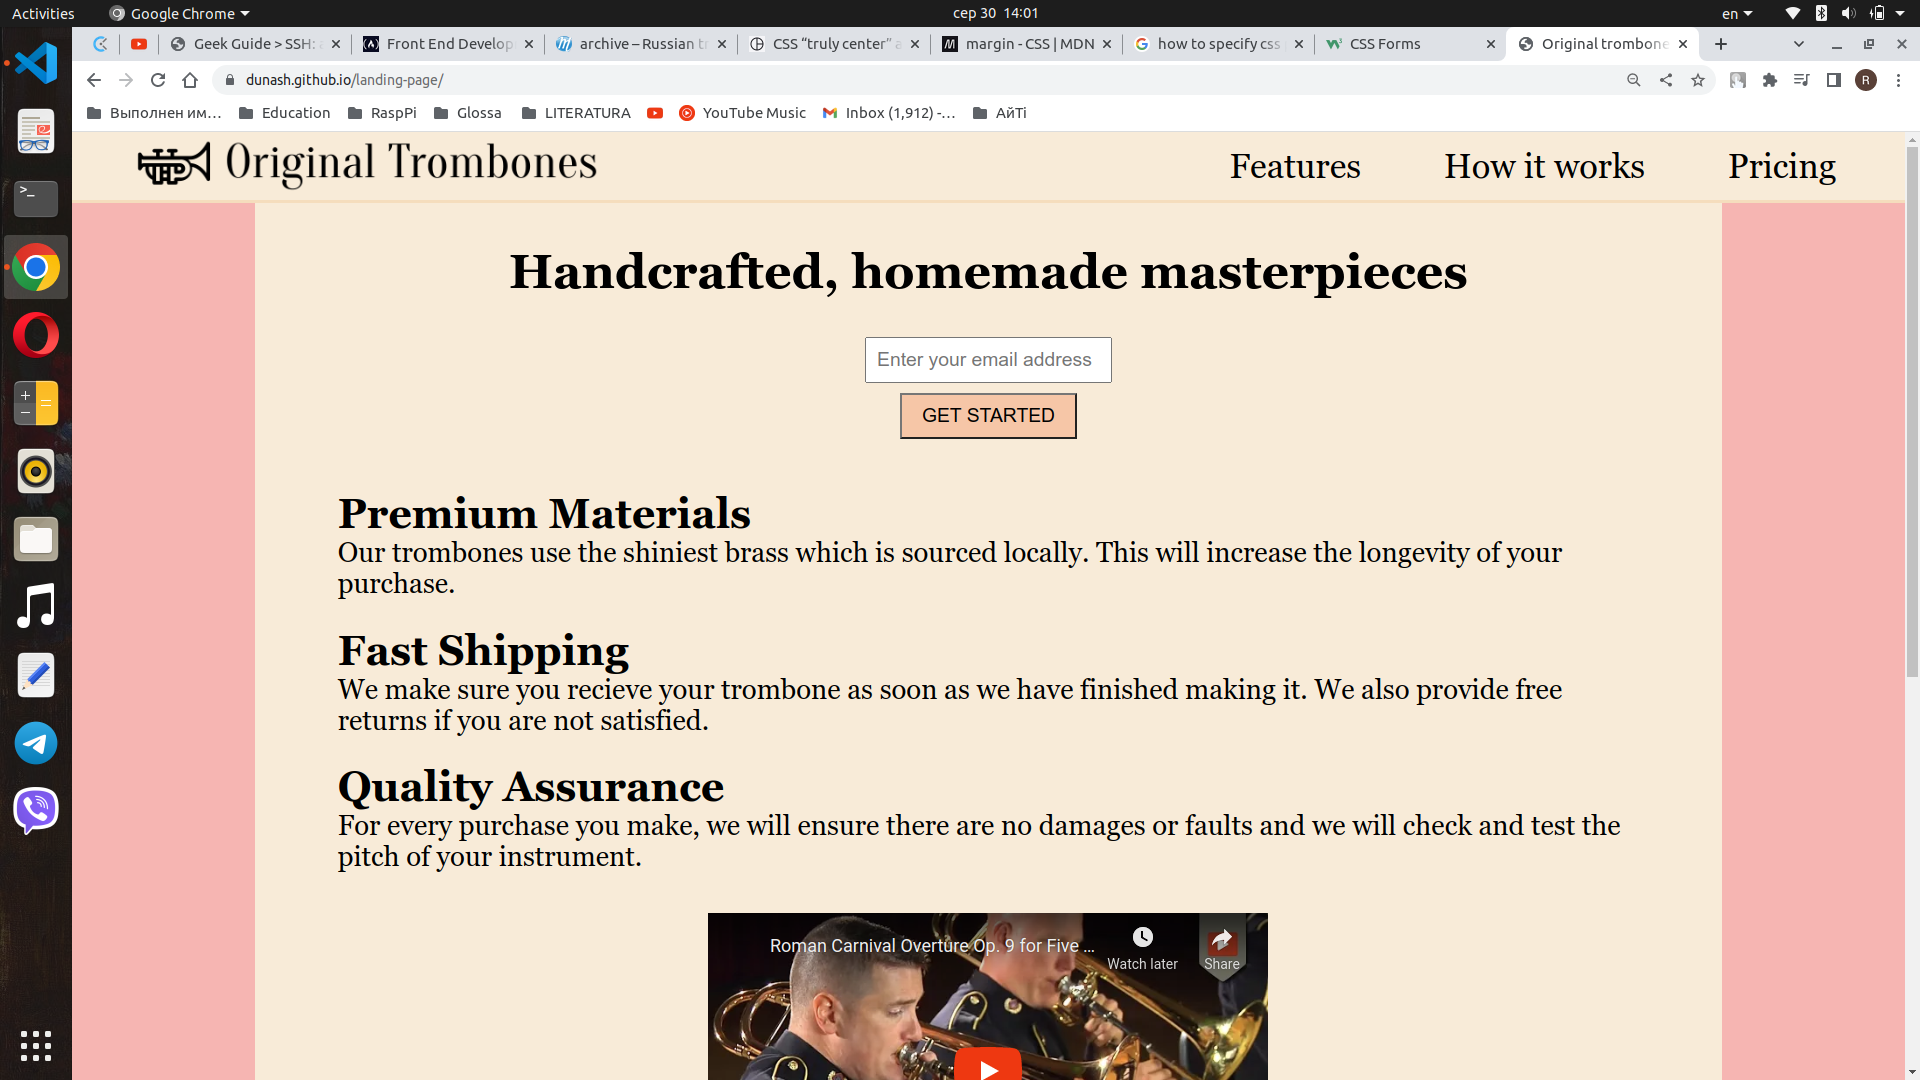 Activities
Google Chrome
сер 30 14:01
en
Geek Guide > SSH:
Front End Develop
archive – Russian t
CSS “truly center”
margin - CSS | MDN
how to specify css
CSS Forms
Original trombone
dunash.github.io/landing-page/
R
Выполнен им…
Education
RaspPi
Glossa
LITERATURA
YouTube Music
Inbox (1,912) -…
АйТі
Original Trombones
Features
How it works
Pricing
Handcrafted, homemade masterpieces
Enter your email address
GET STARTED
Premium Materials
Our trombones use the shiniest brass which is sourced locally. This will increase the longevity of your
purchase.
Fast Shipping
We make sure you recieve your trombone as soon as we have finished making it. We also provide free
returns if you are not satisfied.
Quality Assurance
For every purchase you make, we will ensure there are no damages or faults and we will check and test the
pitch of your instrument.
Roman Carnival Overture Op. 9 for Five ...
Watch later
Share